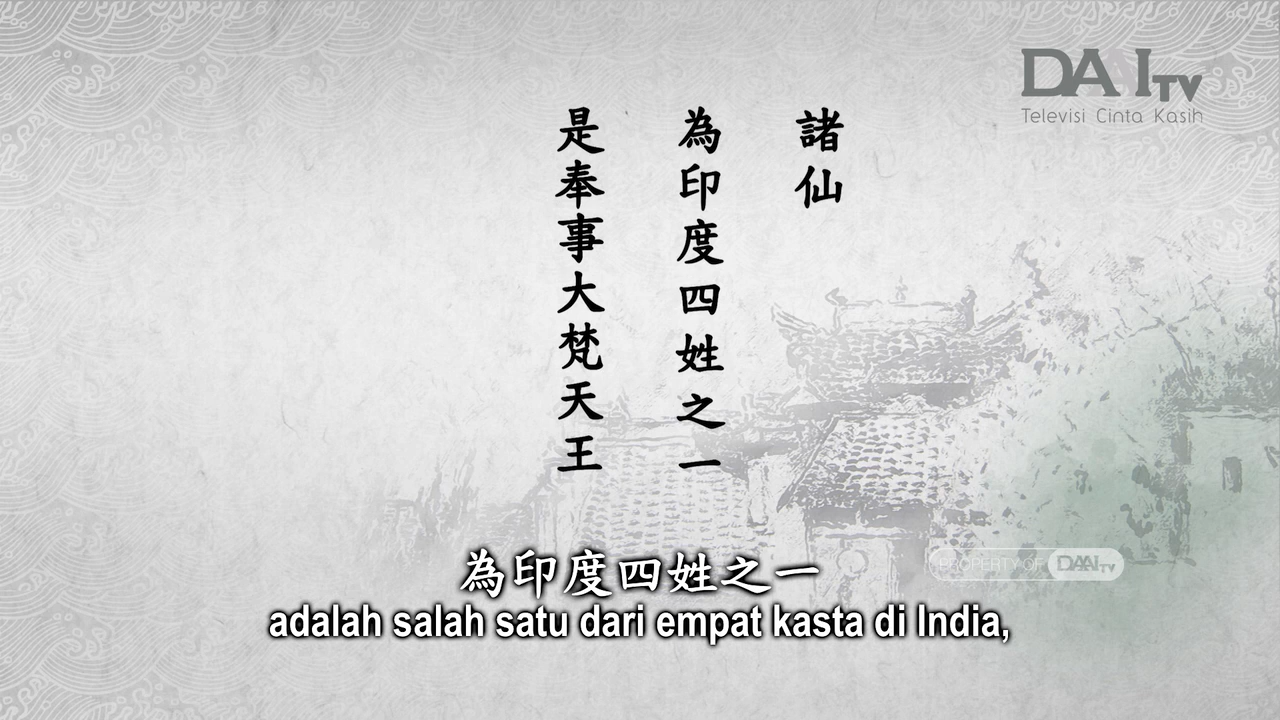 DAAI TV
Televisi Cinta Kasih
諸仙
為印度四姓之一
是奉事大梵天王
PROPERTY OF DAAI TV
為印度四姓之一
adalah salah satu dari empat kasta di India,